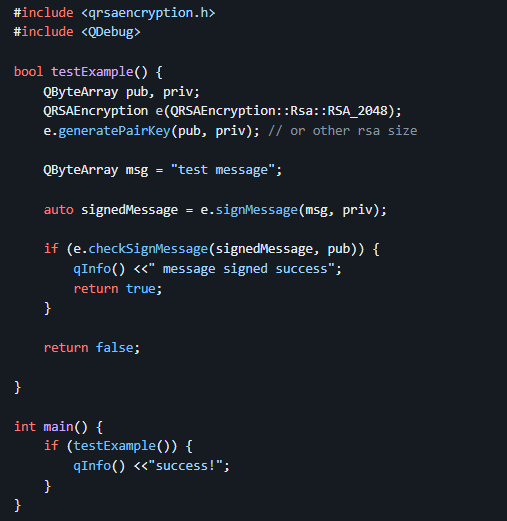 #include <qrsaencryption.h>
#include <QDebug>

bool testExample() {
    QByteArray pub, priv;
    QRSAEncryption e(QRSAEncryption::Rsa::RSA_2048);
    e.generatePairKey(pub, priv); // or other rsa size

    QByteArray msg = "test message";

    auto signedMessage = e.signMessage(msg, priv);

    if (e.checkSignMessage(signedMessage, pub)) {
        qInfo() <<" message signed success";
        return true;
    }

    return false;

}

int main() {
    if (testExample()) {
        qInfo() <<"success!";
    }
}